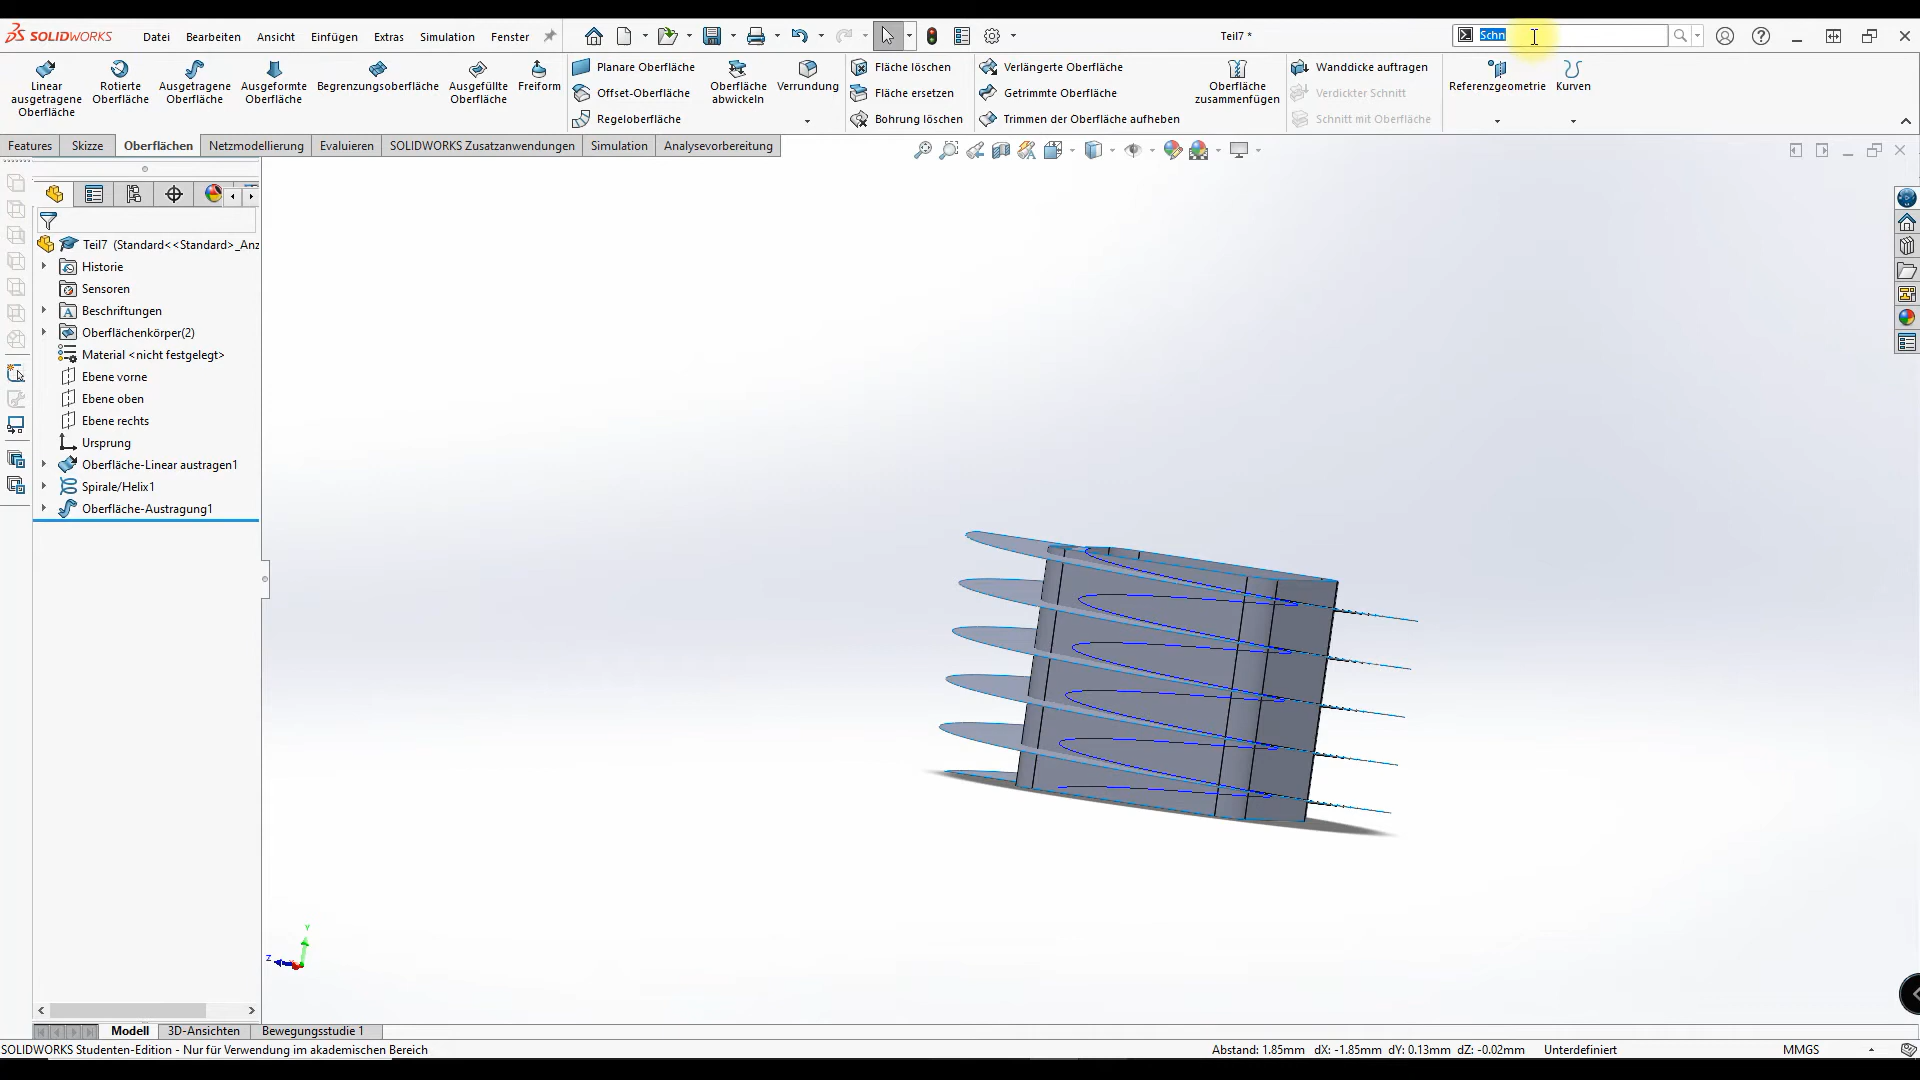 SOLIDWORKS
Datei
Bearbeiten
Ansicht
Einfügen
Extras
Simulation
Fenster
Teil7 *
Schn
Linear ausgetragene Oberfläche
Rotierte Oberfläche
Ausgetragene Oberfläche
Ausgeformte Oberfläche
Begrenzungsoberfläche
Ausgefüllte Oberfläche
Freiform
Planare Oberfläche
Offset-Oberfläche
Regeloberfläche
Oberfläche abwickeln
Verrundung
Fläche löschen
Fläche ersetzen
Bohrung löschen
Verlängerte Oberfläche
Getrimmte Oberfläche
Trimmen der Oberfläche aufheben
Oberfläche zusammenfügen
Wanddicke auftragen
Verdickter Schnitt
Schnitt mit Oberfläche
Referenzgeometrie
Kurven
Features
Skizze
Oberflächen
Netzmodellierung
Evaluieren
SOLIDWORKS Zusatzanwendungen
Simulation
Analysevorbereitung
Teil7 (Standard<<Standard>_Anz
Historie
Sensoren
Beschriftungen
Oberflächenkörper(2)
Material <nicht festgelegt>
Ebene vorne
Ebene oben
Ebene rechts
Ursprung
Oberfläche-Linear austragen1
Spirale/Helix1
Oberfläche-Austragung1
Y
Z
Modell
3D-Ansichten
Bewegungsstudie 1
SOLIDWORKS Studenten-Edition - Nur für Verwendung im akademischen Bereich
Abstand: 1.85mm dX: -1.85mm dY: 0.13mm dZ: -0.02mm
Unterdefiniert
MMGS